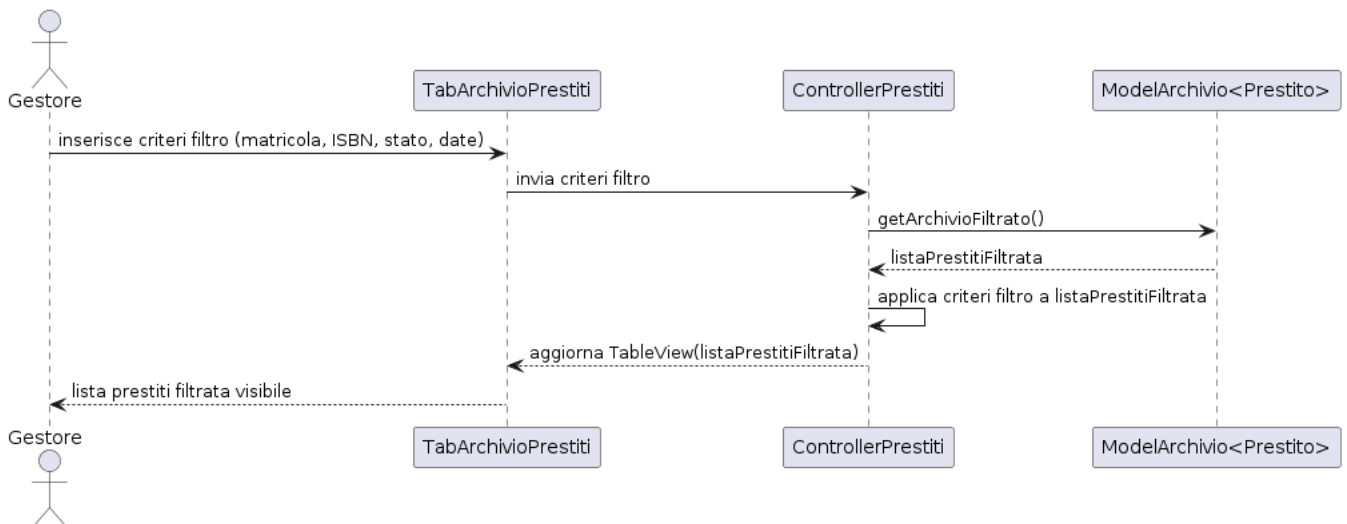 Gestore
TabArchivioPrestiti
ControllerPrestiti
ModelArchivio<Prestito>
inserisce criteri filtro (matricola, ISBN, stato, date)
invia criteri filtro
getArchivioFiltrato()
listaPrestitiFiltrata
applica criteri filtro a listaPrestitiFiltrata
aggiorna TableView(listaPrestitiFiltrata)
lista prestiti filtrata visibile
Gestore
TabArchivioPrestiti
ControllerPrestiti
ModelArchivio<Prestito>